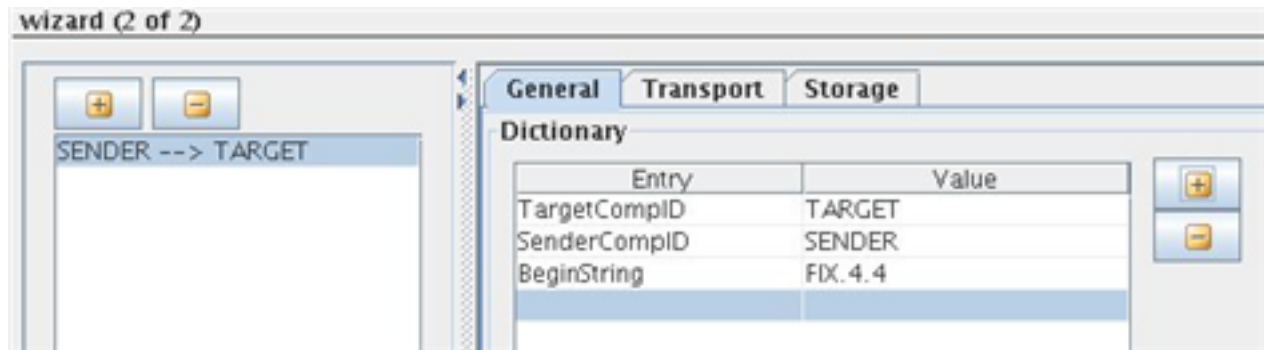 wizard (2 of 2)
SENDER --> TARGET
General Transport Storage
Dictionary
Entry Value
TargetCompID TARGET
SenderCompID SENDER
BeginString FIX.4.4